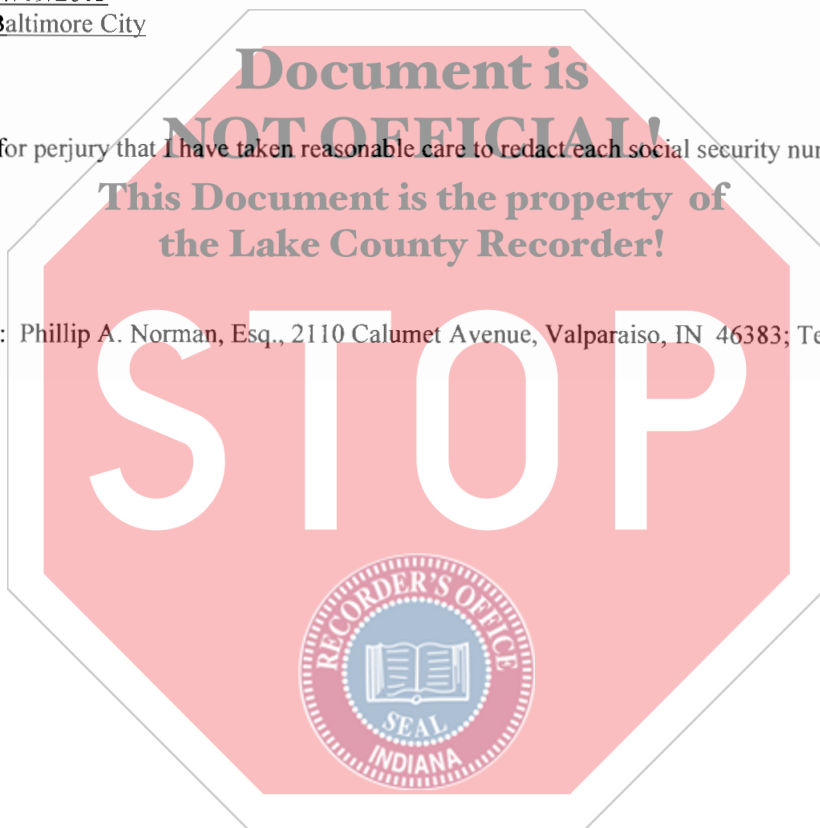 Baltimore City
Document is
NOT OFFICIAL!
for perjury that I have taken reasonable care to redact each social security
This Document is the property of
the Lake County Recorder!
: Phillip A. Norman, Esq., 2110 Calumet Avenue, Valparaiso, IN 46383;
STOP
RECORDER'S OFFICE
SEAL
INDIANA